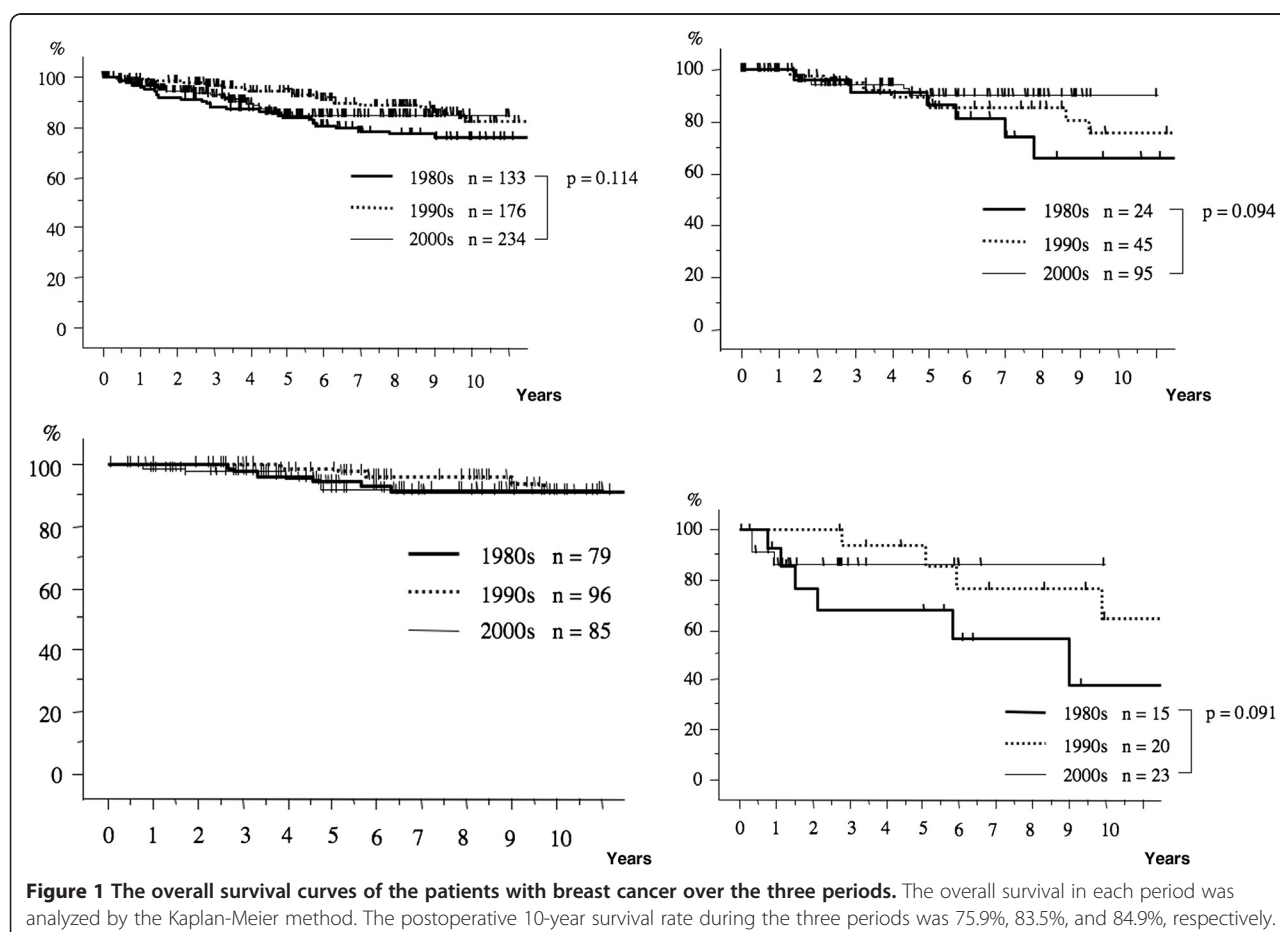 %
100
80
60
40
20
0
1980s n = 133
1990s n = 176
2000s n = 234
p = 0.114
0 1 2 3 4 5 6 7 8 9 10
Years
%
100
80
60
40
20
0
1980s n = 24
1990s n = 45
2000s n = 95
p = 0.094
0 1 2 3 4 5 6 7 8 9 10
Years
%
100
80
60
40
20
0
1980s n = 79
1990s n = 96
2000s n = 85
0 1 2 3 4 5 6 7 8 9 10
Years
%
100
80
60
40
20
0
1980s n = 15
1990s n = 20
2000s n = 23
p = 0.091
0 1 2 3 4 5 6 7 8 9 10
Years
Figure 1 The overall survival curves of the patients with breast cancer over the three periods. The overall survival in each period was
analyzed by the Kaplan-Meier method. The postoperative 10-year survival rate during the three periods was 75.9%, 83.5%, and 84.9%, respectively.